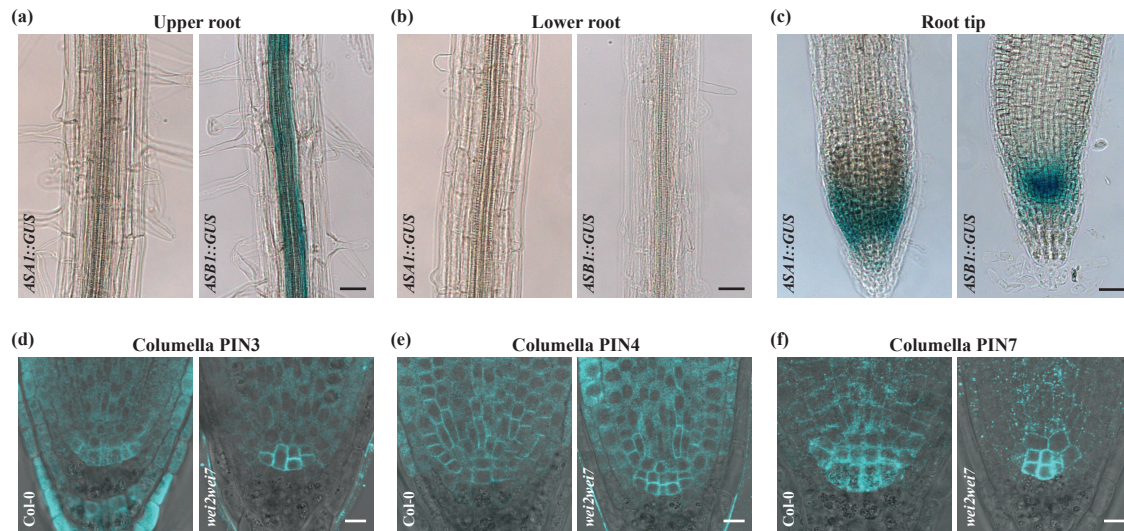 (a) Upper root
ASA1::GUS
ASB1::GUS
(b) Lower root
ASA1::GUS
ASB1::GUS
(c) Root tip
ASA1::GUS
ASB1::GUS
(d) Columella PIN3
Col-0
wei2wei7
(e) Columella PIN4
Col-0
wei2wei7
(f) Columella PIN7
Col-0
wei2wei7